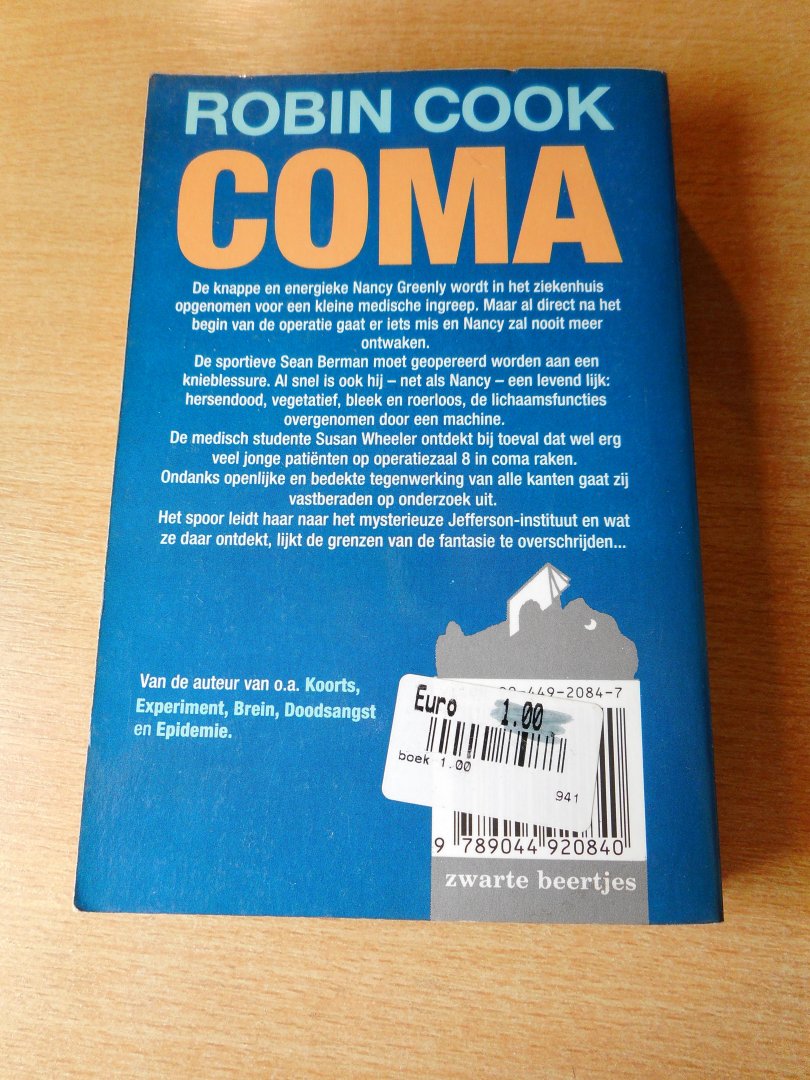 ROBIN COOK
COMA
De knappe en energieke Nancy Greenly wordt in het ziekenhuis
opgenomen voor een kleine medische ingreep. Maar al direct na het
begin van de operatie gaat er iets mis en Nancy zal nooit meer
ontwaken.
De sportieve Sean Berman moet geopereerd worden aan een
knieblessure. Al snel is ook hij – net als Nancy – een levend lijk:
hersendood, vegetatief, bleek en roerloos, de lichaamsfuncties
overgenomen door een machine.
De medisch studente Susan Wheeler ontdekt bij toeval dat wel erg
veel jonge patiënten op operatiezaal 8 in coma raken.
Ondanks openlijke en bedekte tegenwerking van alle kanten gaat zij
vastberaden op onderzoek uit.
Het spoor leidt haar naar het mysterieuze Jefferson-instituut en wat
ze daar ontdekt, lijkt de grenzen van de fantasie te overschrijden...
Van de auteur van o.a. Koorts,
Experiment, Brein, Doodsangst
en Epidemie.
449-2084-7
Euro 1.00
boek 1.00
941
9 789044 920840
zwarte beertjes